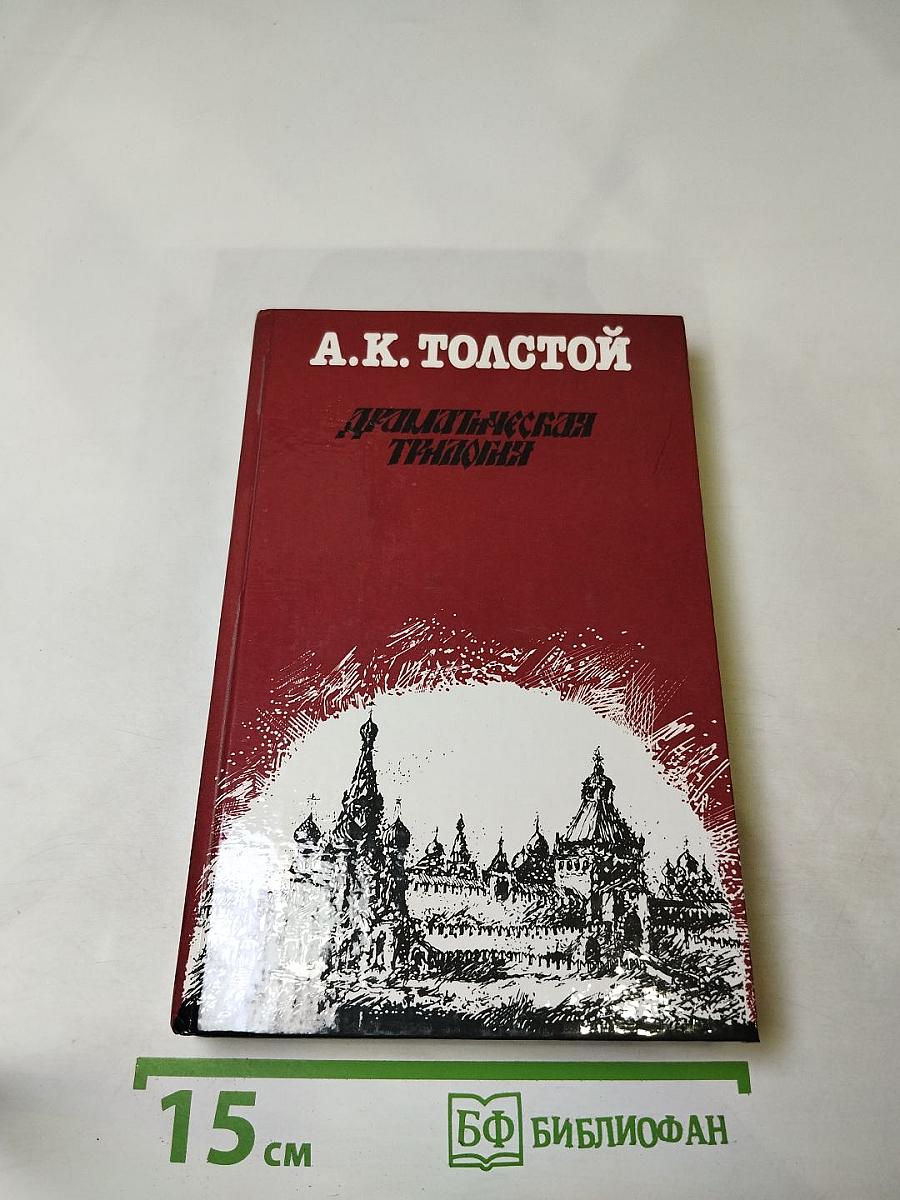 А.К. ТОЛСТОЙ
ДРАМАТИЧЕСКАЯ
ТРИЛОГИЯ
15 см
БФ БИБЛИОФАН